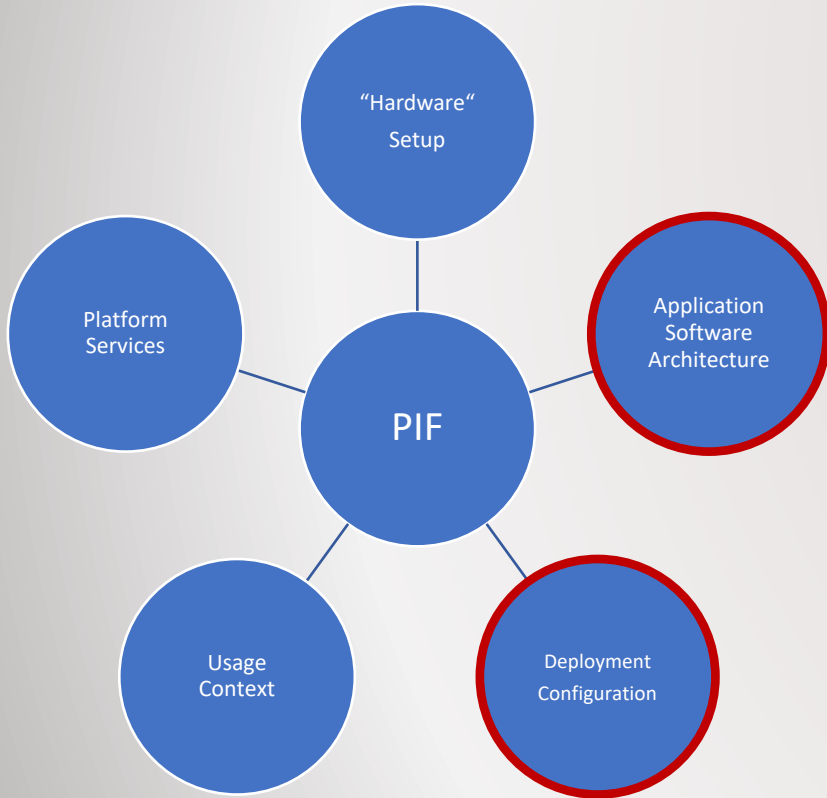 “Hardware“
Setup
Platform
Services
Application
Software
Architecture
PIF
Usage
Context
Deployment
Configuration